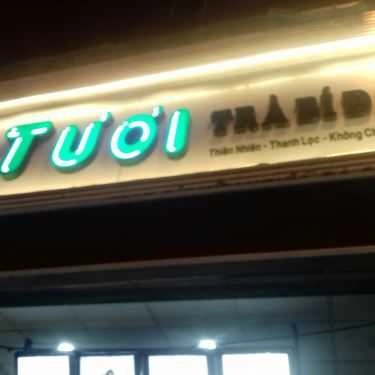 TƯƠI TRÀ BÍ Đ
Thiên Nhiên - Thanh Lọc - Không Ch